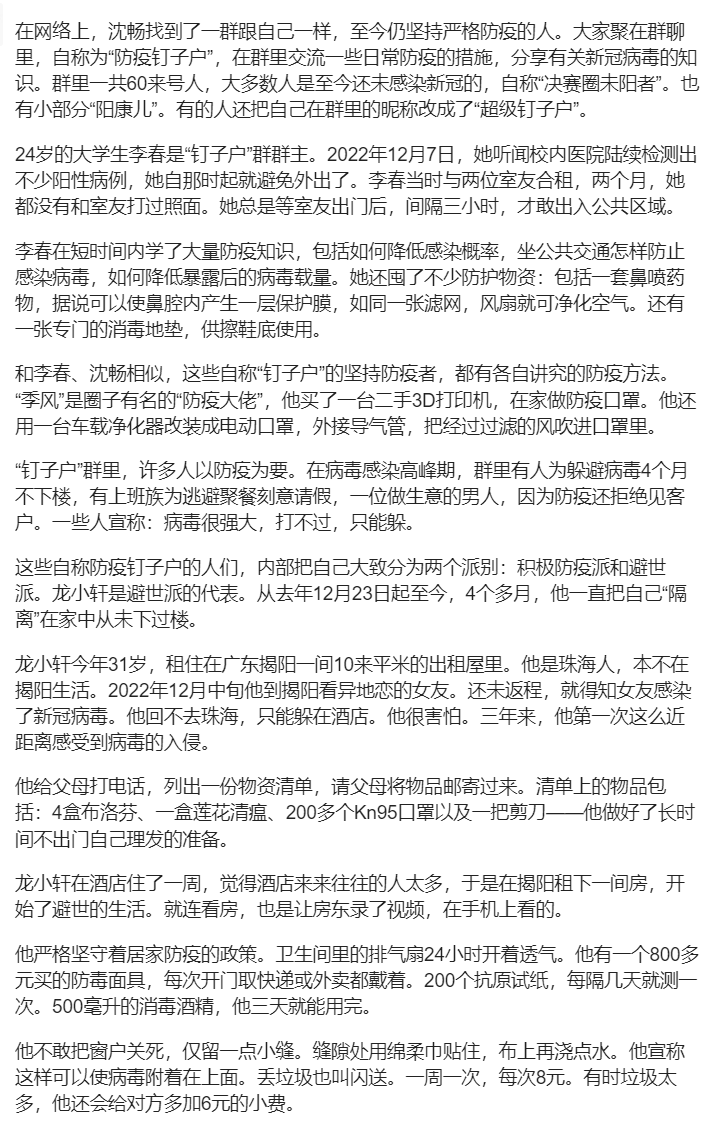 在网络上，沈畅找到了一群跟自己一样，至今仍坚持严格防疫的人。大家聚在群聊
里，自称为“防疫钉子户”，在群里交流一些日常防疫的措施，分享有关新冠病毒的知
识。群里一共60来号人，大多数人是至今还未感染新冠的，自称“决赛圈未阳者”。也
有小部分“阳康儿”。有的人还把自己在群里的昵称改成了“超级钉子户”。
24岁的大学生李春是“钉子户”群群主。2022年12月7日，她听闻校内医院陆续检测出
不少阳性病例，她自那时起就避免外出了。李春当时与两位室友合租，两个月，她
都没有和室友打过照面。她总是等室友出门后，间隔三小时，才敢出入公共区域。
李春在短时间内学了大量防疫知识，包括如何降低感染概率，坐公共交通怎样防止
感染病毒，如何降低暴露后的病毒载量。她还囤了不少防护物资：包括一套鼻喷药
物，据说可以使鼻腔内产生一层保护膜，如同一张滤网，风扇就可净化空气。还有
一张专门的消毒地垫，供擦鞋底使用。
和李春、沈畅相似，这些自称“钉子户”的坚持防疫者，都有各自讲究的防疫方法。
“季风”是圈子有名的“防疫大佬”，他买了一台二手3D打印机，在家做防疫口罩。他还
用一台车载净化器改装成电动口罩，外接导气管，把经过过滤的风吹进口罩里。
“钉子户”群里，许多人以防疫为要。在病毒感染高峰期，群里有人为躲避病毒4个月
不下楼，有上班族为逃避聚餐刻意请假，一位做生意的男人，因为防疫还拒绝见客
户。一些人宣称：病毒很强大，打不过，只能躲。
这些自称防疫钉子户的人们，内部把自己大致分为两个派别：积极防疫派和避世
派。龙小轩是避世派的代表。从去年12月23日起至今，4个多月，他一直把自己“隔
离”在家中从未下过楼。
龙小轩今年31岁，租住在广东揭阳一间10来平米的出租屋里。他是珠海人，本不在
揭阳生活。2022年12月中旬他到揭阳看异地恋的女友。还未返程，就得知女友感染
了新冠病毒。他回不去珠海，只能躲在酒店。他很害怕。三年来，他第一次这么近
距离感受到病毒的入侵。
他给父母打电话，列出一份物资清单，请父母将物品邮寄过来。清单上的物品包
括：4盒布洛芬、一盒莲花清瘟、200多个Kn95口罩以及一把剪刀——他做好了长时
间不出门自己理发的准备。
龙小轩在酒店住了一周，觉得酒店来来往往的人太多，于是在揭阳租下一间房，开
始了避世的生活。就连看房，也是让房东录了视频，在手机上看的。
他严格坚守着居家防疫的政策。卫生间里的排气扇24小时开着透气。他有一个800多
元买的防毒面具，每次开门取快递或外卖都戴着。200个抗原试纸，每隔几天就测一
次。500毫升的消毒酒精，他三天就能用完。
他不敢把窗户关死，仅留一点小缝。缝隙处用绵柔巾贴住，布上再浇点水。他宣称
这样可以使病毒附着在上面。丢垃圾也叫闪送。一周一次，每次8元。有时垃圾太
多，他还会给对方多加6元的小费。